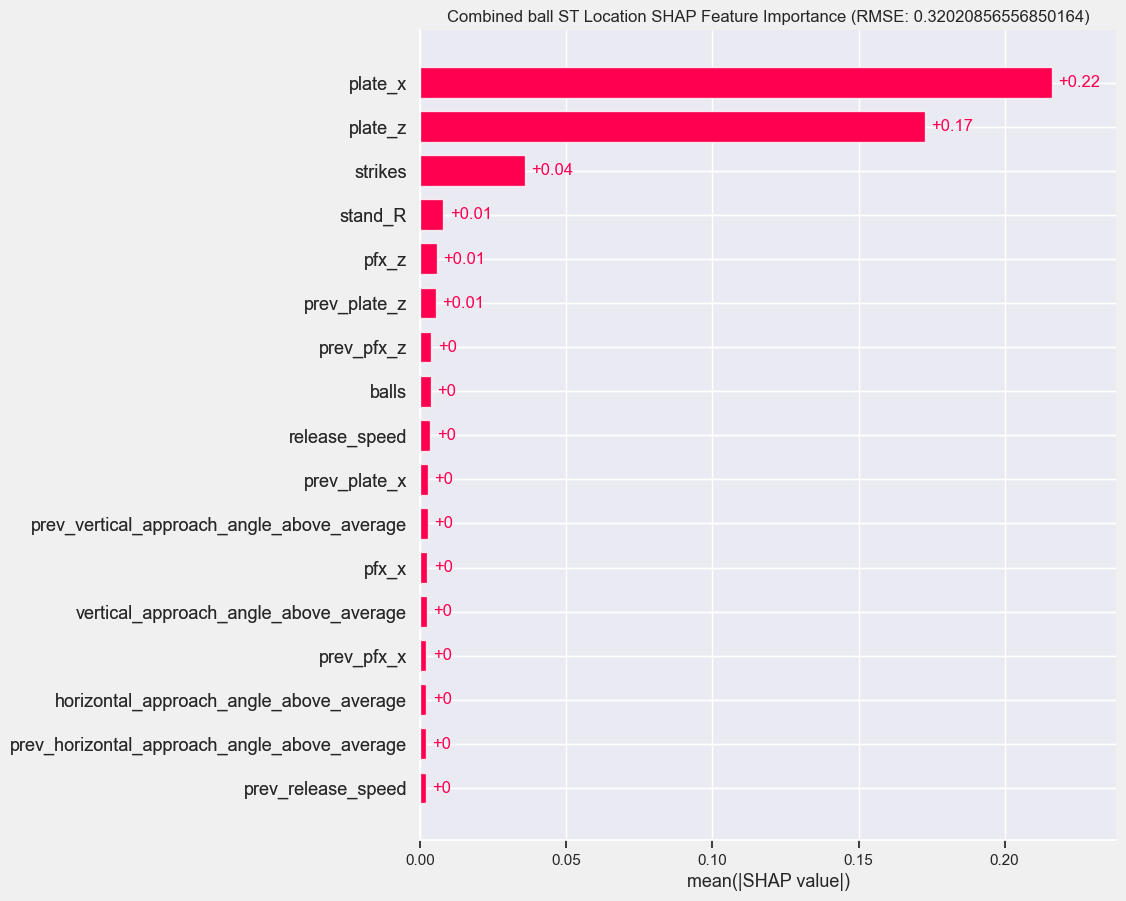 Combined ball ST Location SHAP Feature Importance (RMSE: 0.32020856556850164)
plate_x +0.22
plate_z +0.17
strikes +0.04
stand_R +0.01
pfx_z +0.01
prev_plate_z +0.01
prev_pfx_z +0
balls +0
release_speed +0
prev_plate_x +0
prev_vertical_approach_angle_above_average +0
pfx_x +0
vertical_approach_angle_above_average +0
prev_pfx_x +0
horizontal_approach_angle_above_average +0
prev_horizontal_approach_angle_above_average +0
prev_release_speed +0
0.00 0.05 0.10 0.15 0.20
mean(|SHAP value|)